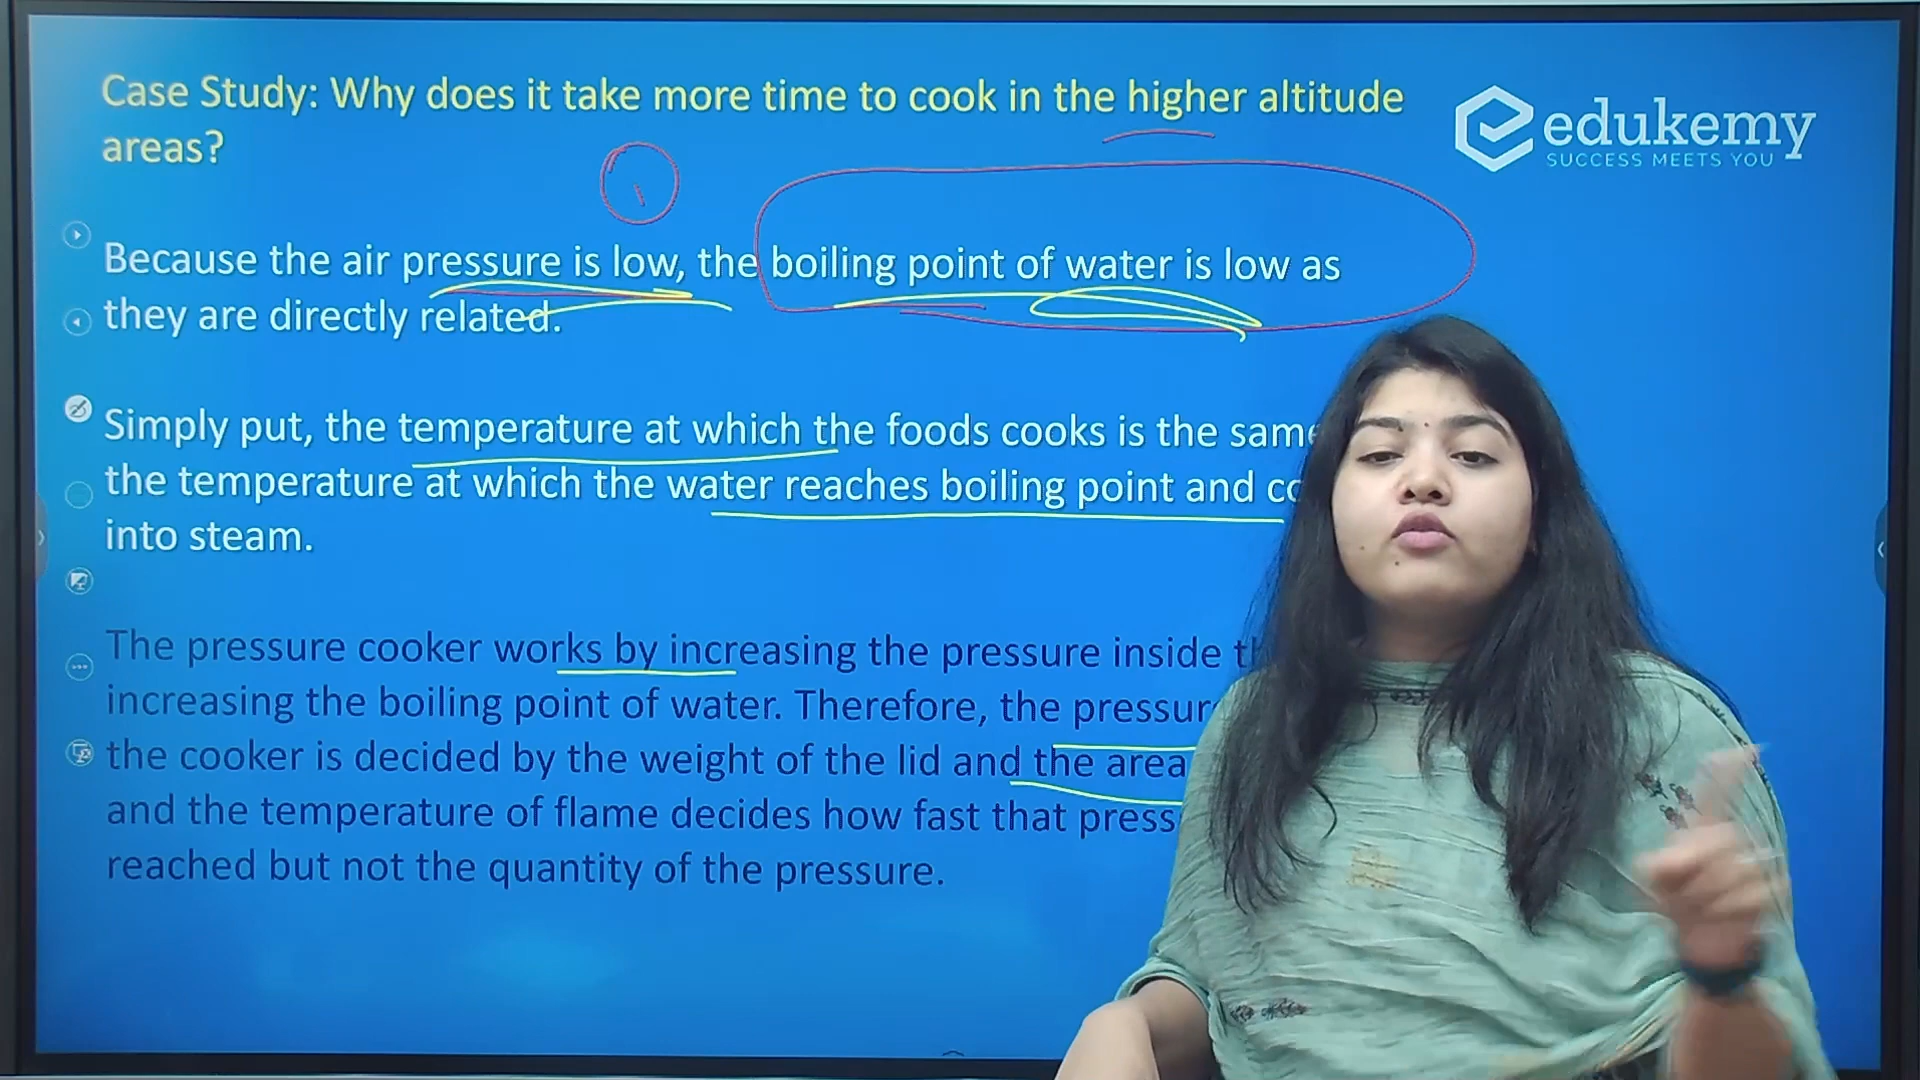 Case Study: Why does it take more time to cook in the higher altitude
areas?
edukemy
SUCCESS MEETS YOU
Because the air pressure is low, the boiling point of water is low as
they are directly related.
Simply put, the temperature at which the foods cooks is the same
the temperature at which the water reaches boiling point and
into steam.
The pressure cooker works by increasing the pressure inside
increasing the boiling point of water. Therefore, the
the cooker is decided by the weight of the lid and the area
and the temperature of flame decides how fast that
reached but not the quantity of the pressure.